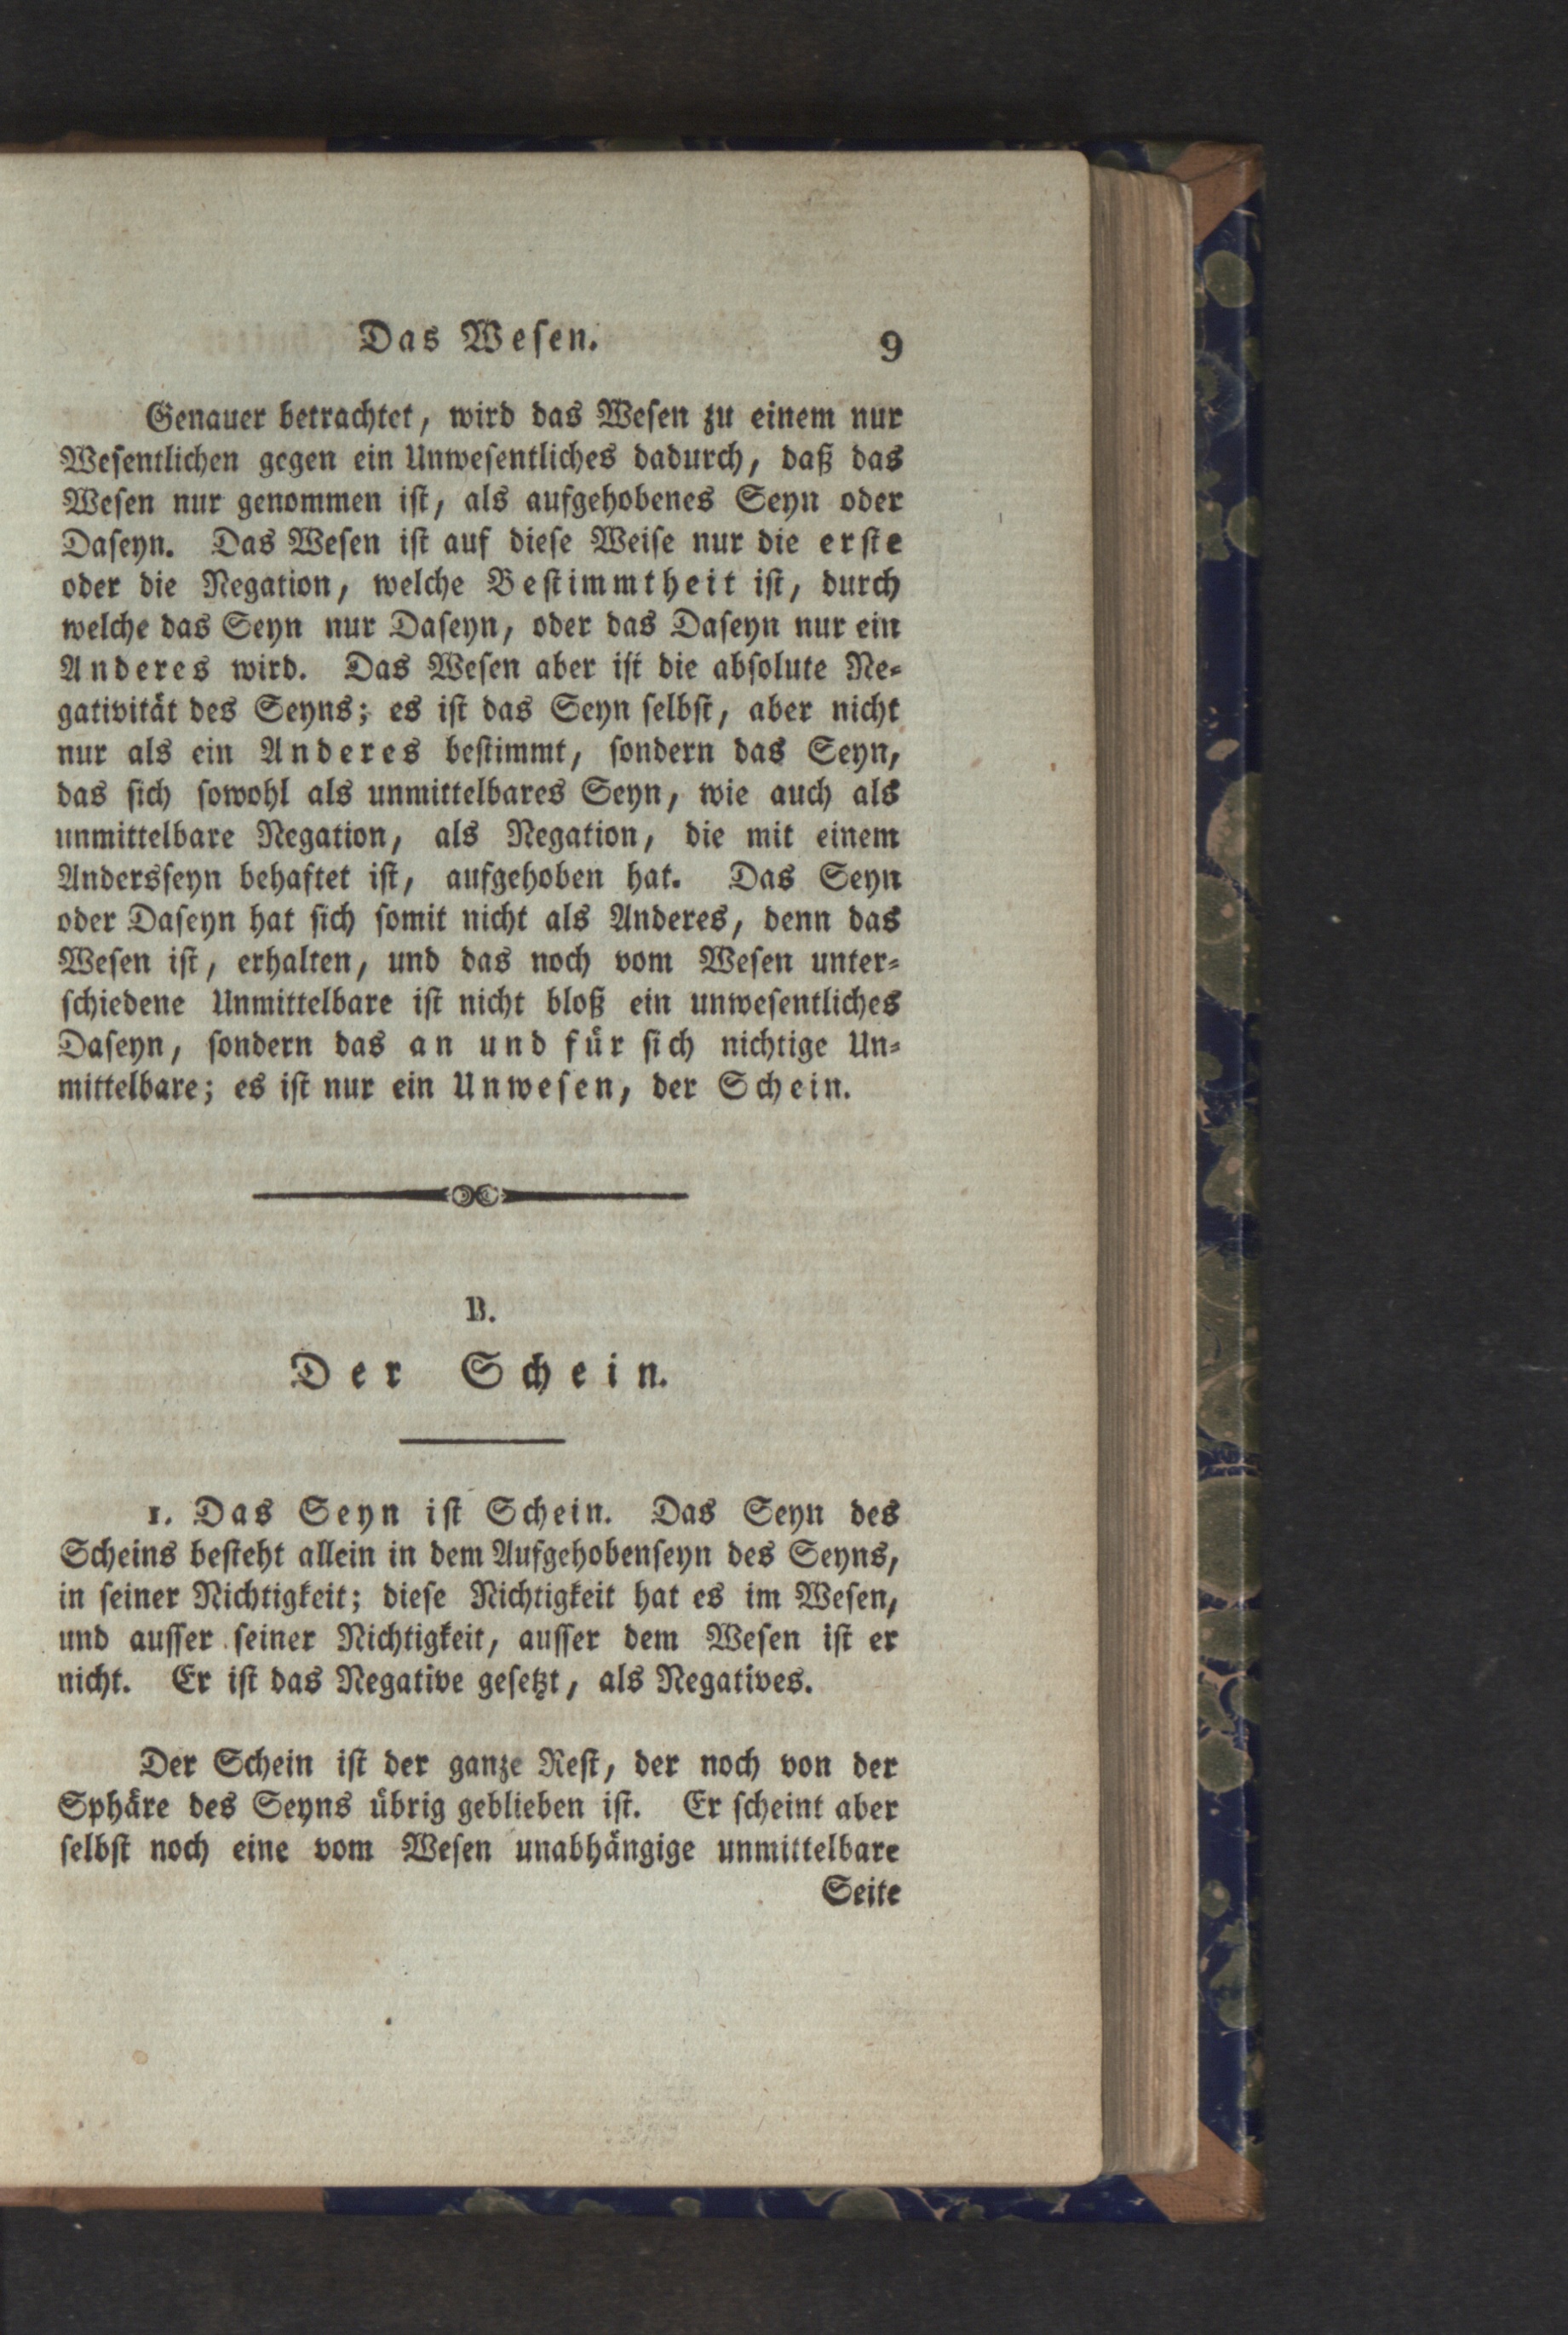 Das Wesen. 9
Genauer betrachtet, wird das Wesen zu einem nur
Wesentlichen gegen ein Unwesentliches dadurch, daß das
Wesen nur genommen ist, als aufgehobenes Seyn oder
Daseyn. Das Wesen ist auf diese Weise nur die erste
oder die Negation, welche Bestimmtheit ist, durch
welche das Seyn nur Daseyn, oder das Daseyn nur ein
Anderes wird. Das Wesen aber ist die absolute Ne-
gativität des Seyns; es ist das Seyn selbst, aber nicht
nur als ein Anderes bestimmt, sondern das Seyn,
das sich sowohl als unmittelbares Seyn, wie auch als
unmittelbare Negation, als Negation, die mit einem
Andersseyn behaftet ist, aufgehoben hat. Das Seyn
oder Daseyn hat sich somit nicht als Anderes, denn das
Wesen ist, erhalten, und das noch vom Wesen unter-
schiedene Unmittelbare ist nicht bloß ein unwesentliches
Daseyn, sondern das an und für sich nichtige Un-
mittelbare; es ist nur ein Unwesen, der Schein.
B.
Der Schein.
1. Das Seyn ist Schein. Das Seyn des
Scheins besteht allein in dem Aufgehobenseyn des Seyns,
in seiner Nichtigkeit; diese Nichtigkeit hat es im Wesen,
und ausser seiner Nichtigkeit, ausser dem Wesen ist er
nicht. Er ist das Negative gesetzt, als Negatives.
Der Schein ist der ganze Rest, der noch von der
Sphäre des Seyns übrig geblieben ist. Er scheint aber
selbst noch eine vom Wesen unabhängige unmittelbare
Seite